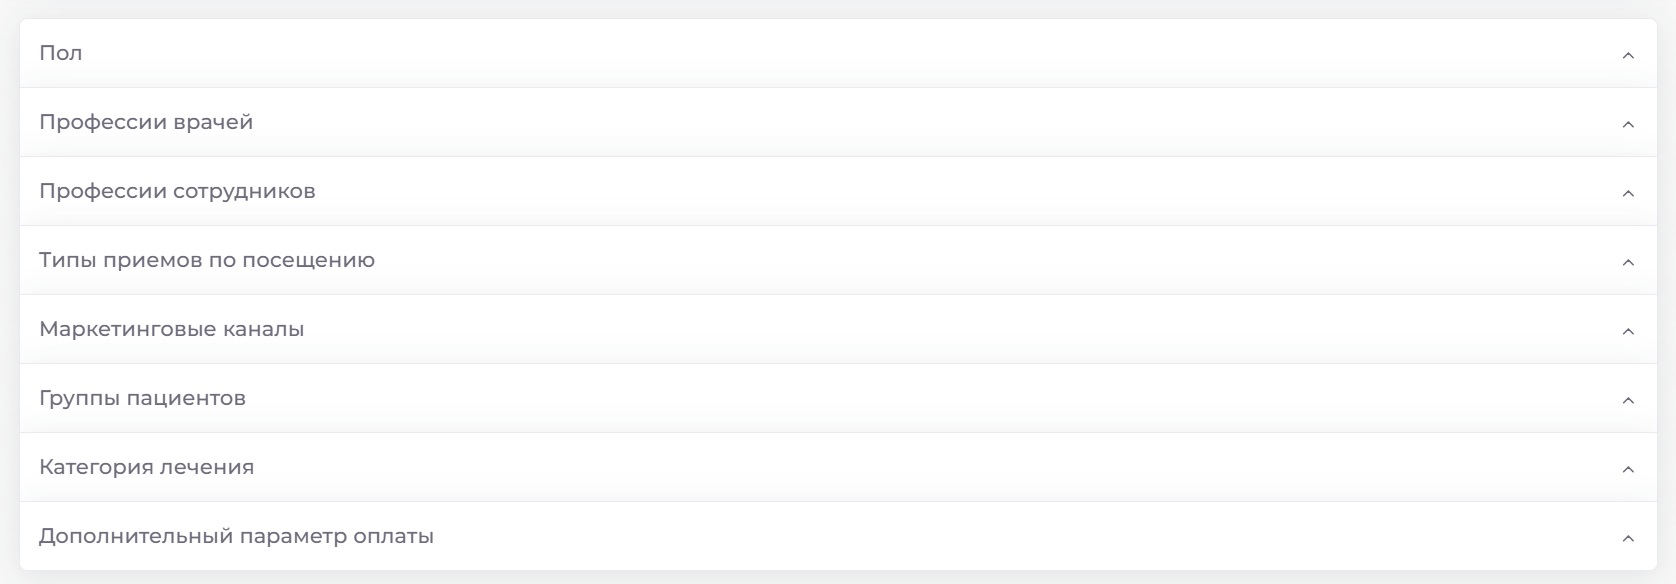 Пол
Профессии врачей
Профессии сотрудников
Типы приемов по посещению
Маркетинговые каналы
Группы пациентов
Категория лечения
Дополнительный параметр оплаты